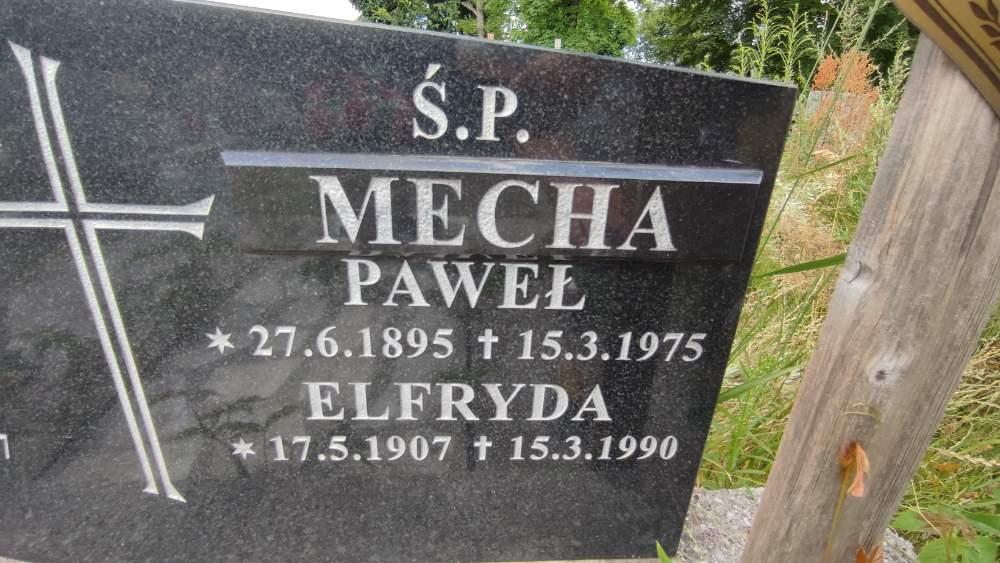 Ś.P.
MECHA
PAWEŁ
* 27.6.1895 ✝ 15.3.1975
ELFRYDA
* 17.5.1907 ✝ 15.3.1990